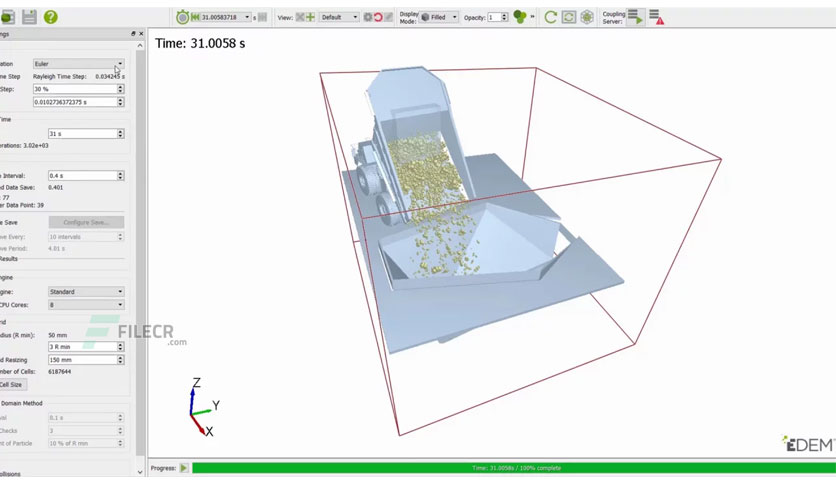 31.00583718
s
View:
Default
Display Mode:
Filled
Opacity:
1
Coupling Server:
ngs
Time: 31.0058 s
ation
Euler
me Step
Rayleigh Time Step:
0.034245 s
Step:
30 %
0.0102736372375 s
Time
31 s
erations: 3.02e+03
e Interval:
0.4 s
d Data Save:
0.401
: 77
er Data Point: 39
e Save
Configure Save...
ve Every:
10 intervals
ve Period:
4.01 s
Results
ngine
ngine:
Standard
CPU Cores:
8
FILECR
.com
rid
adius (R min):
50 mm
3 R min
d Resizing
150 mm
mber of Cells:
6187644
Cell Size
Domain Method
val
0.1 s
Checks
3
nt of Particle
10 % of R min
ollisions
Z
Y
X
EDEM
Progress:
Time: 31.0058s / 100% complete